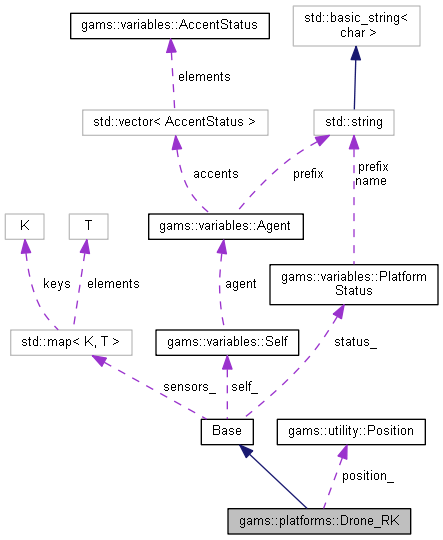 gams::variables::AccentStatus
std::basic_string<
char >
elements
std::vector< AccentStatus >
std::string
accents
prefix
prefix
name
K
T
gams::variables::Agent
keys
elements
agent
gams::variables::Platform
Status
std::map< K, T >
gams::variables::Self
status_
sensors_
self_
Base
gams::utility::Position
position_
gams::platforms::Drone_RK